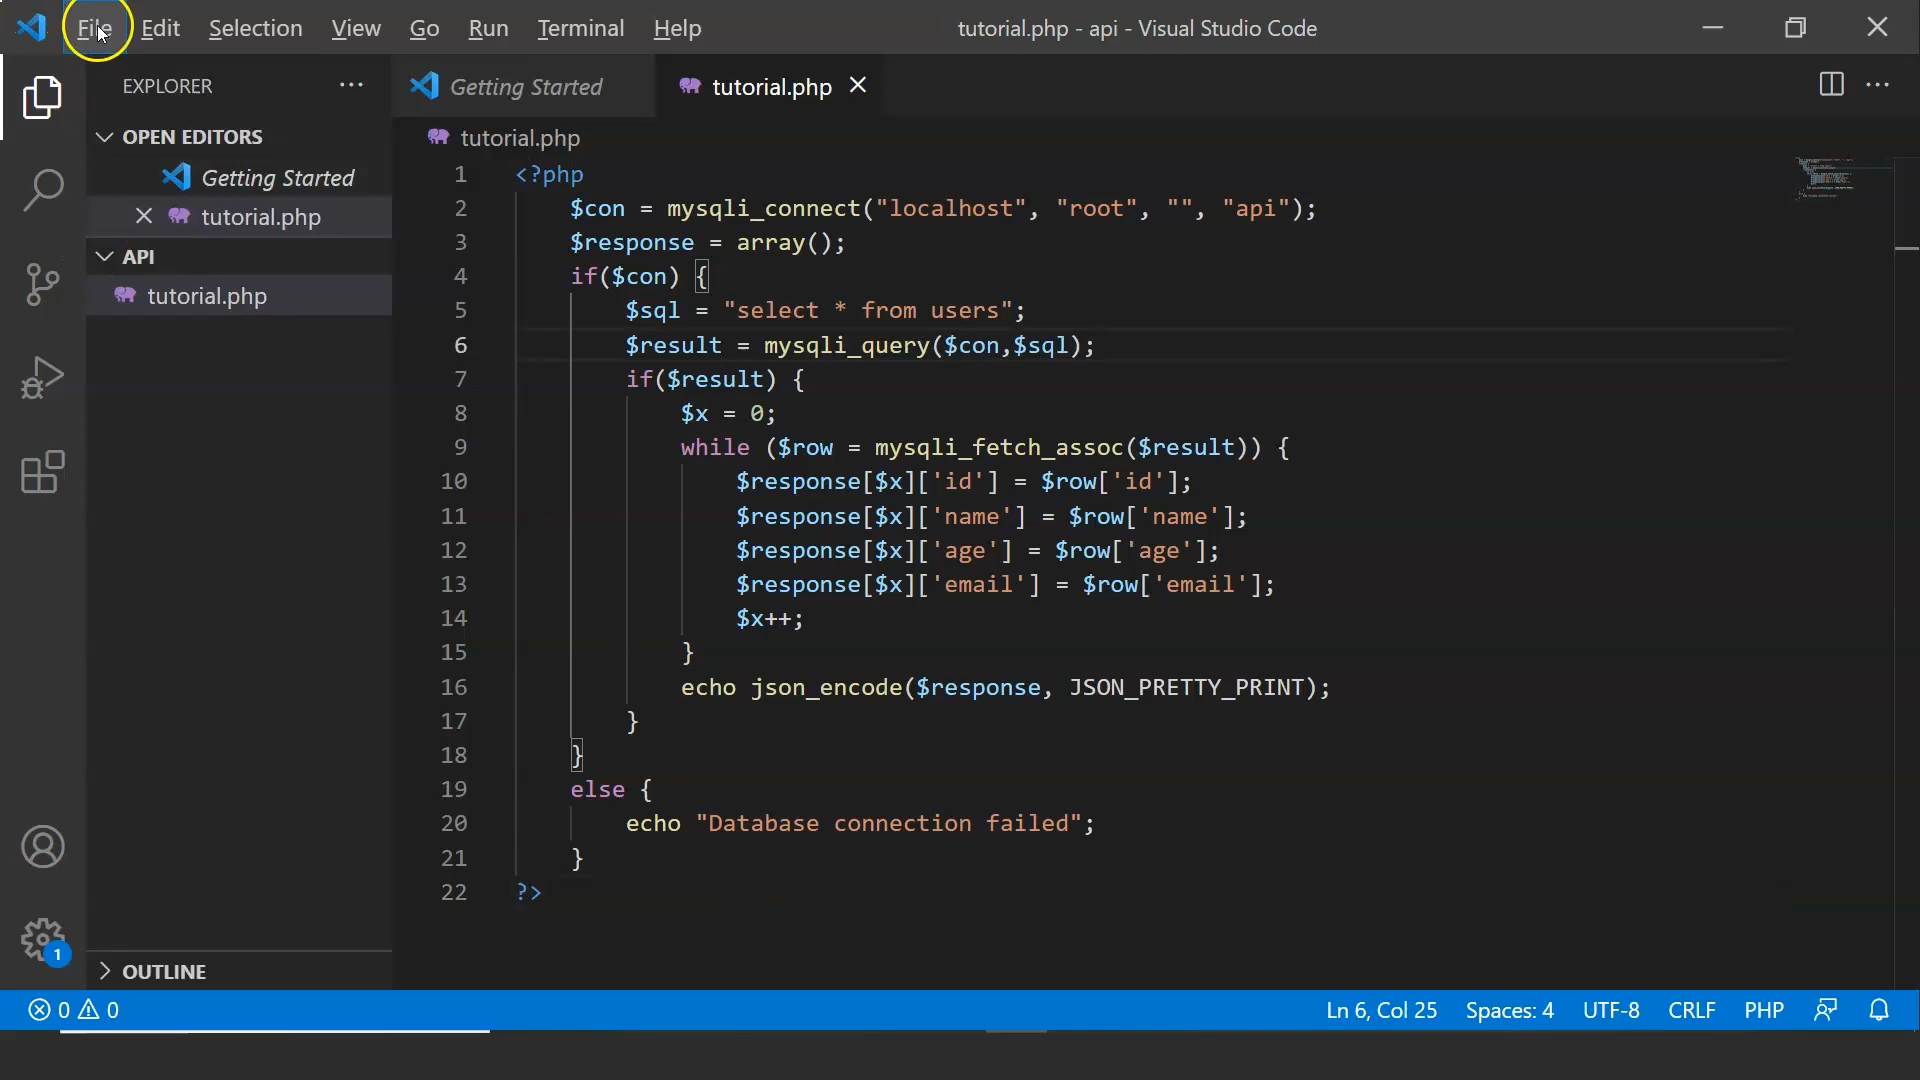 File Edit Selection View Go Run Terminal Help tutorial.php - api - Visual Studio Code
EXPLORER
OPEN EDITORS
Getting Started
tutorial.php
API
tutorial.php
OUTLINE
Getting Started tutorial.php
tutorial.php
1 <?php
2 $con = mysqli_connect("localhost", "root", "", "api");
3 $response = array();
4 if($con) {
5 $sql = "select * from users";
6 $result = mysqli_query($con,$sql);
7 if($result) {
8 $x = 0;
9 while ($row = mysqli_fetch_assoc($result)) {
10 $response[$x]['id'] = $row['id'];
11 $response[$x]['name'] = $row['name'];
12 $response[$x]['age'] = $row['age'];
13 $response[$x]['email'] = $row['email'];
14 $x++;
15 }
16 echo json_encode($response, JSON_PRETTY_PRINT);
17 }
18 }
19 else {
20 echo "Database connection failed";
21 }
22 ?>
1
0 0 Ln 6, Col 25 Spaces: 4 UTF-8 CRLF PHP